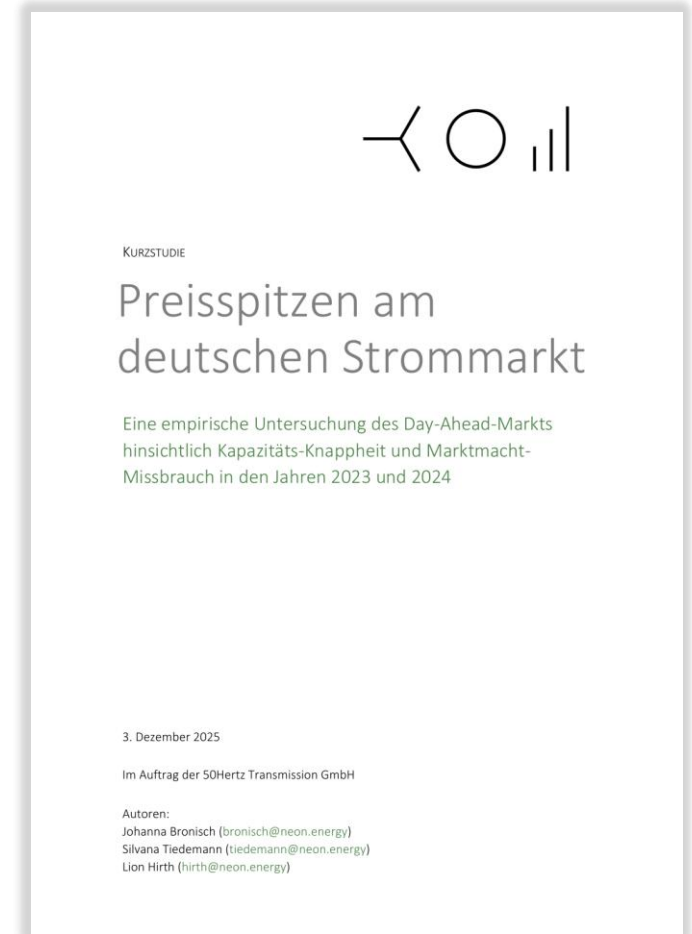 KURZSTUDIE
Preisspitzen am
deutschen Strommarkt
Eine empirische Untersuchung des Day-Ahead-Markts
hinsichtlich Kapazitäts-Knappheit und Marktmacht-
Missbrauch in den Jahren 2023 und 2024
3. Dezember 2025
Im Auftrag der 50Hertz Transmission GmbH
Autoren:
Johanna Bronisch (bronisch@neon.energy)
Silvana Tiedemann (tiedemann@neon.energy)
Lion Hirth (hirth@neon.energy)